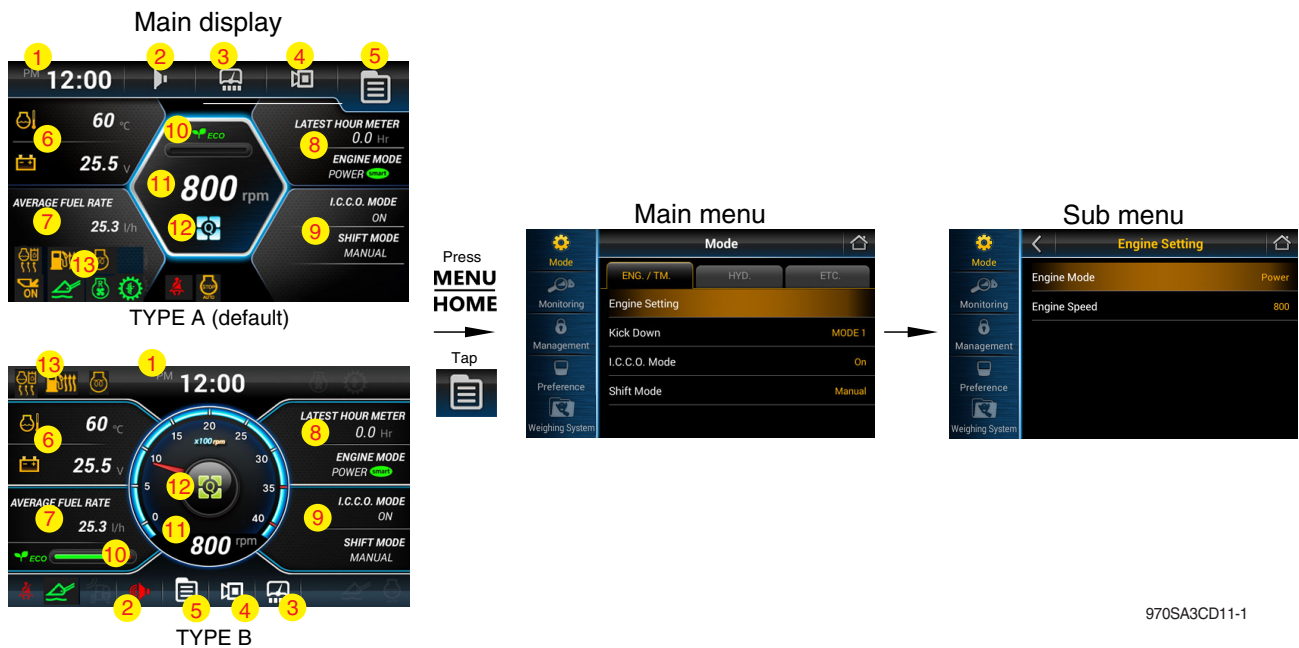 Main display
1
2
3
4
5
PM 12:00
6
60 °C
25.5 V
10
ECO
11
800 rpm
12
Q
LATEST HOUR METER
8
0.0 Hr
ENGINE MODE
POWER smart
AVERAGE FUEL RATE
7
25.3 l/h
I.C.C.O. MODE
ON
9
SHIFT MODE
MANUAL
13
ON
R
STOP
AUTO
TYPE A (default)
13
1
PM 12:00
6
60 °C
25.5 V
0
5
10
15
20
25
30
35
40
x100 rpm
12
Q
11
800 rpm
LATEST HOUR METER
8
0.0 Hr
ENGINE MODE
POWER smart
AVERAGE FUEL RATE
7
25.3 l/h
ECO
10
I.C.C.O. MODE
9
ON
SHIFT MODE
MANUAL
2
5
4
3
TYPE B
Press
MENU
HOME
Tap
Main menu
Mode
Mode
Monitoring
Management
Preference
Weighing System
ENG. / TM.
HYD.
ETC.
Engine Setting
Kick Down MODE 1
I.C.C.O. Mode On
Shift Mode Manual
Sub menu
Mode
Monitoring
Management
Preference
Weighing System
Engine Setting
Engine Mode Power
Engine Speed 800
970SA3CD11-1